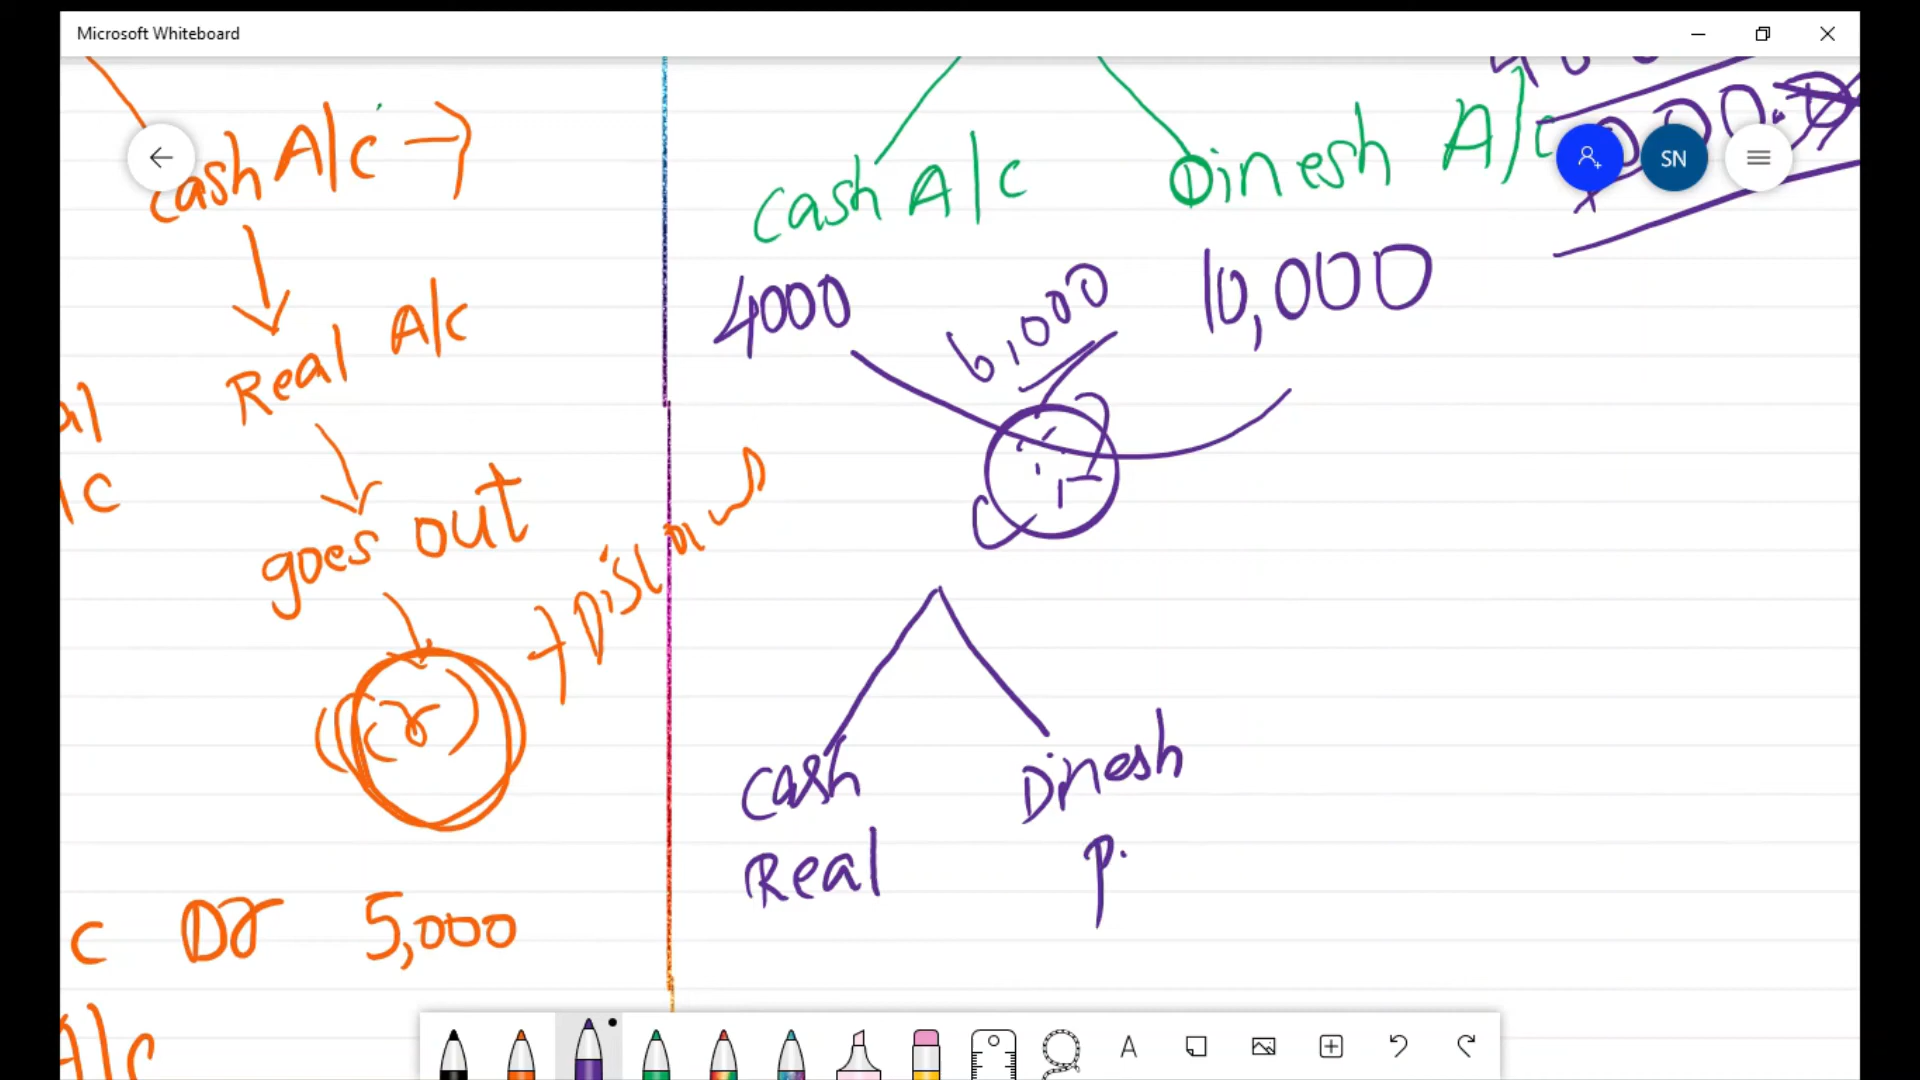 Microsoft Whiteboard
Cash A/c →
Real A/c
goes out
C Dr 5,000
A/c
Cash A/c Dinesh A/c
4000 6,000 10,000
Cash Dinesh
Real P.
SN
A